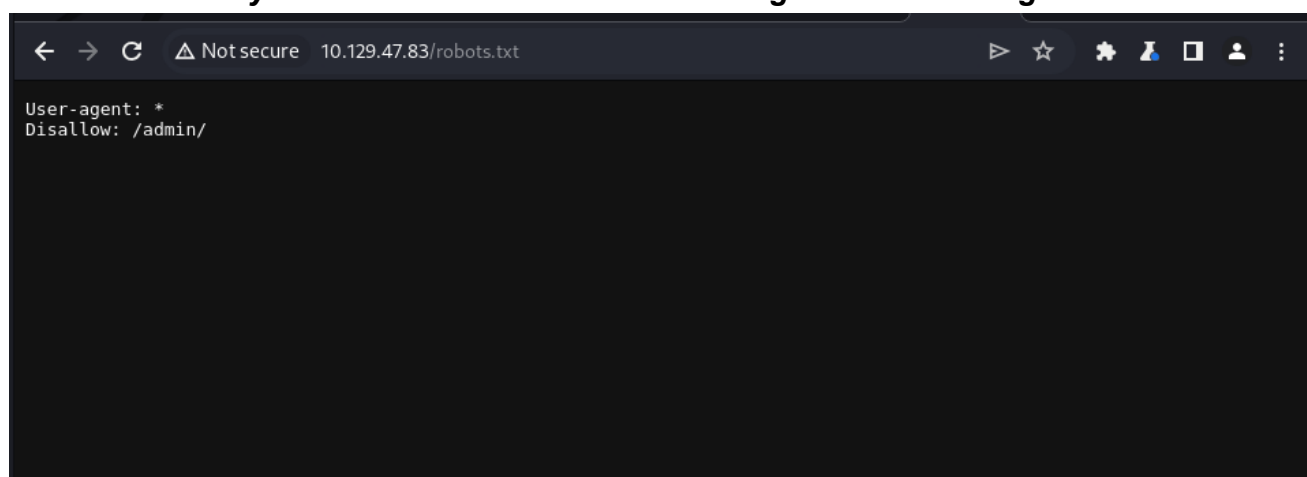 Not secure 10.129.47.83/robots.txt
User-agent: *
Disallow: /admin/